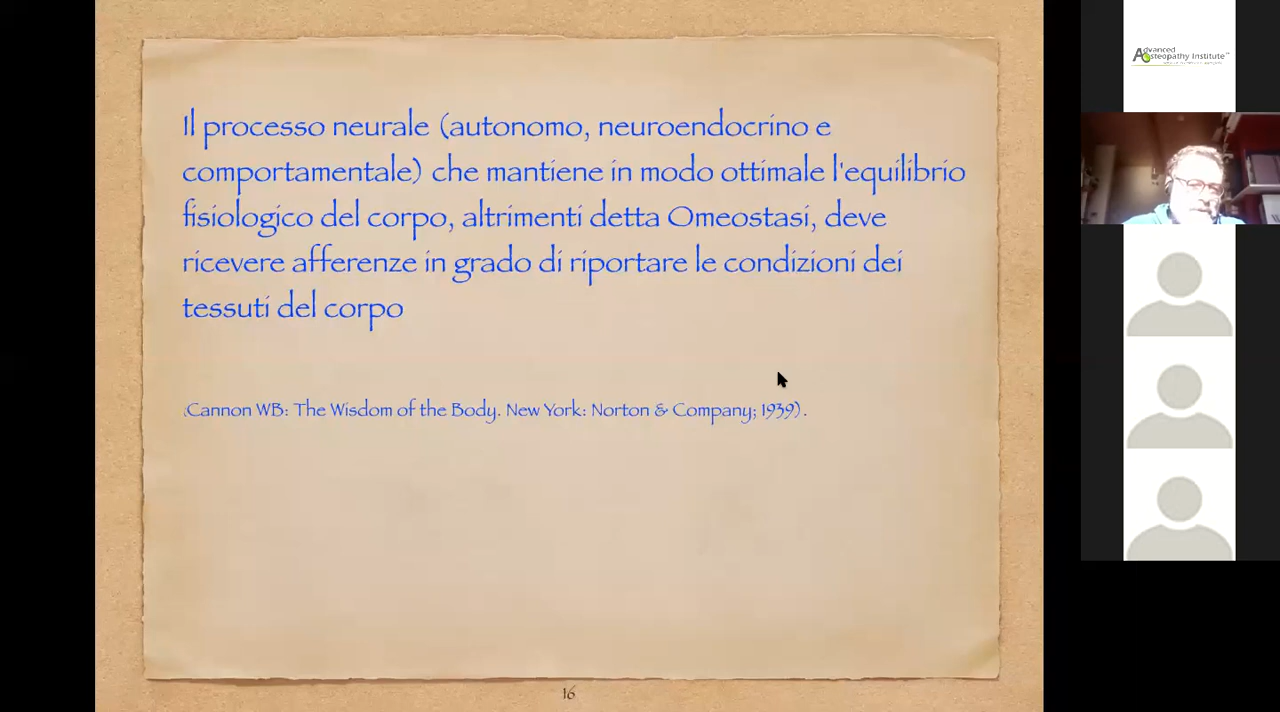 Il processo neurale (autonomo, neuroendocrino e
comportamentale) che mantiene in modo ottimale l'equilibrio
fisiologico del corpo, altrimenti detta Omeostasi, deve
ricevere afferenze in grado di riportare le condizioni dei
tessuti del corpo
(Cannon WB: The Wisdom of the Body. New York: Norton & Company; 1939).
16
Advanced
Osteopathy Institute™